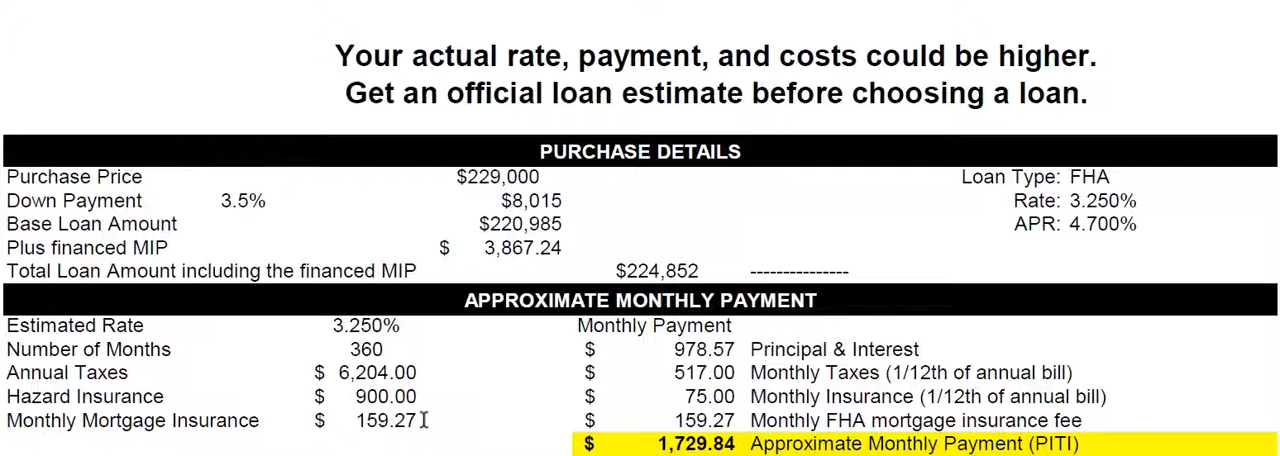 Your actual rate, payment, and costs could be higher.
Get an official loan estimate before choosing a loan.
PURCHASE DETAILS
Purchase Price $229,000 Loan Type: FHA
Down Payment 3.5% $8,015 Rate: 3.250%
Base Loan Amount $220,985 APR: 4.700%
Plus financed MIP $ 3,867.24
Total Loan Amount including the financed MIP $224,852 ---------------
APPROXIMATE MONTHLY PAYMENT
Estimated Rate 3.250% Monthly Payment
Number of Months 360 $ 978.57 Principal & Interest
Annual Taxes $ 6,204.00 $ 517.00 Monthly Taxes (1/12th of annual bill)
Hazard Insurance $ 900.00 $ 75.00 Monthly Insurance (1/12th of annual bill)
Monthly Mortgage Insurance $ 159.27 $ 159.27 Monthly FHA mortgage insurance fee
$ 1,729.84 Approximate Monthly Payment (PITI)